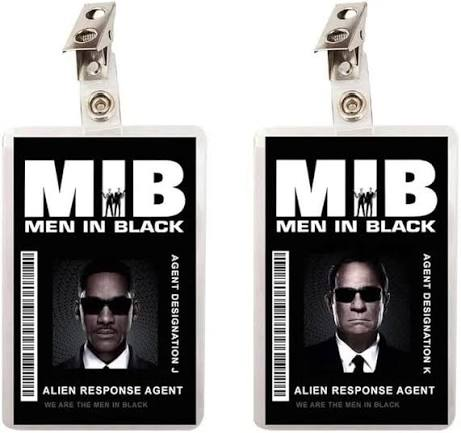 MIB
MEN IN BLACK
AGENT DESIGNATION J
ALIEN RESPONSE AGENT
WE ARE THE MEN IN BLACK
MIB
MEN IN BLACK
AGENT DESIGNATION K
ALIEN RESPONSE AGENT
WE ARE THE MEN IN BLACK